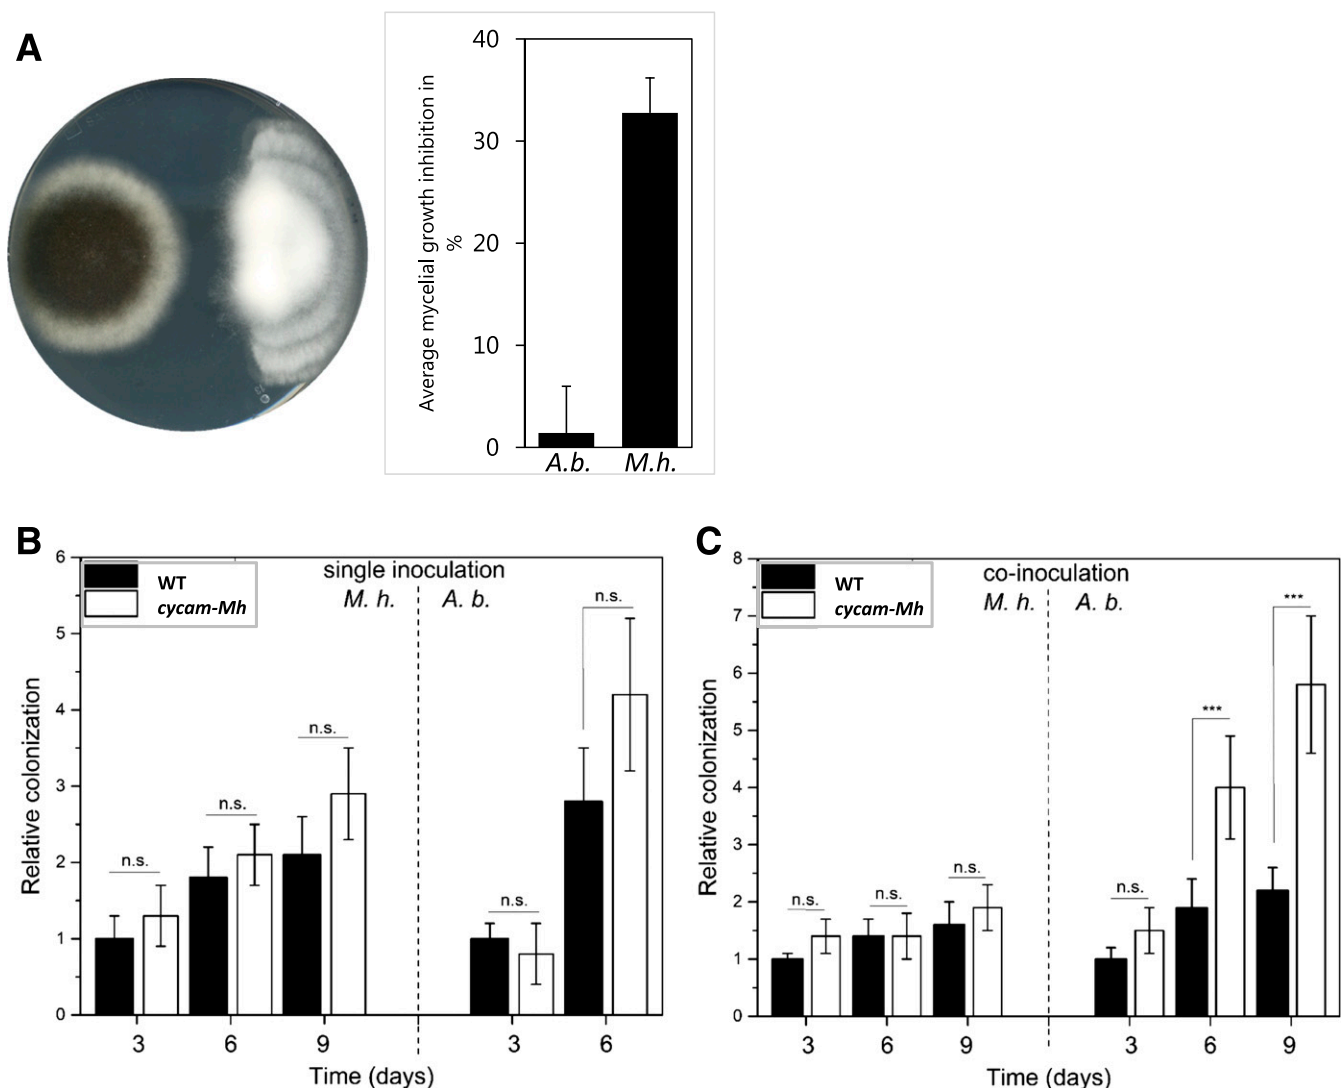 A
40
30
20
10
0
Average mycelial growth inhibition in
%
A.b.
M.h.
B
6
5
4
3
2
1
0
Relative colonization
WT
cycam-Mh
single inoculation
M. h.
A. b.
n.s.
n.s.
n.s.
n.s.
n.s.
3
6
9
3
6
Time (days)
C
8
7
6
5
4
3
2
1
0
Relative colonization
WT
cycam-Mh
co-inoculation
M. h.
A. b.
n.s.
n.s.
n.s.
n.s.
***
***
3
6
9
3
6
9
Time (days)